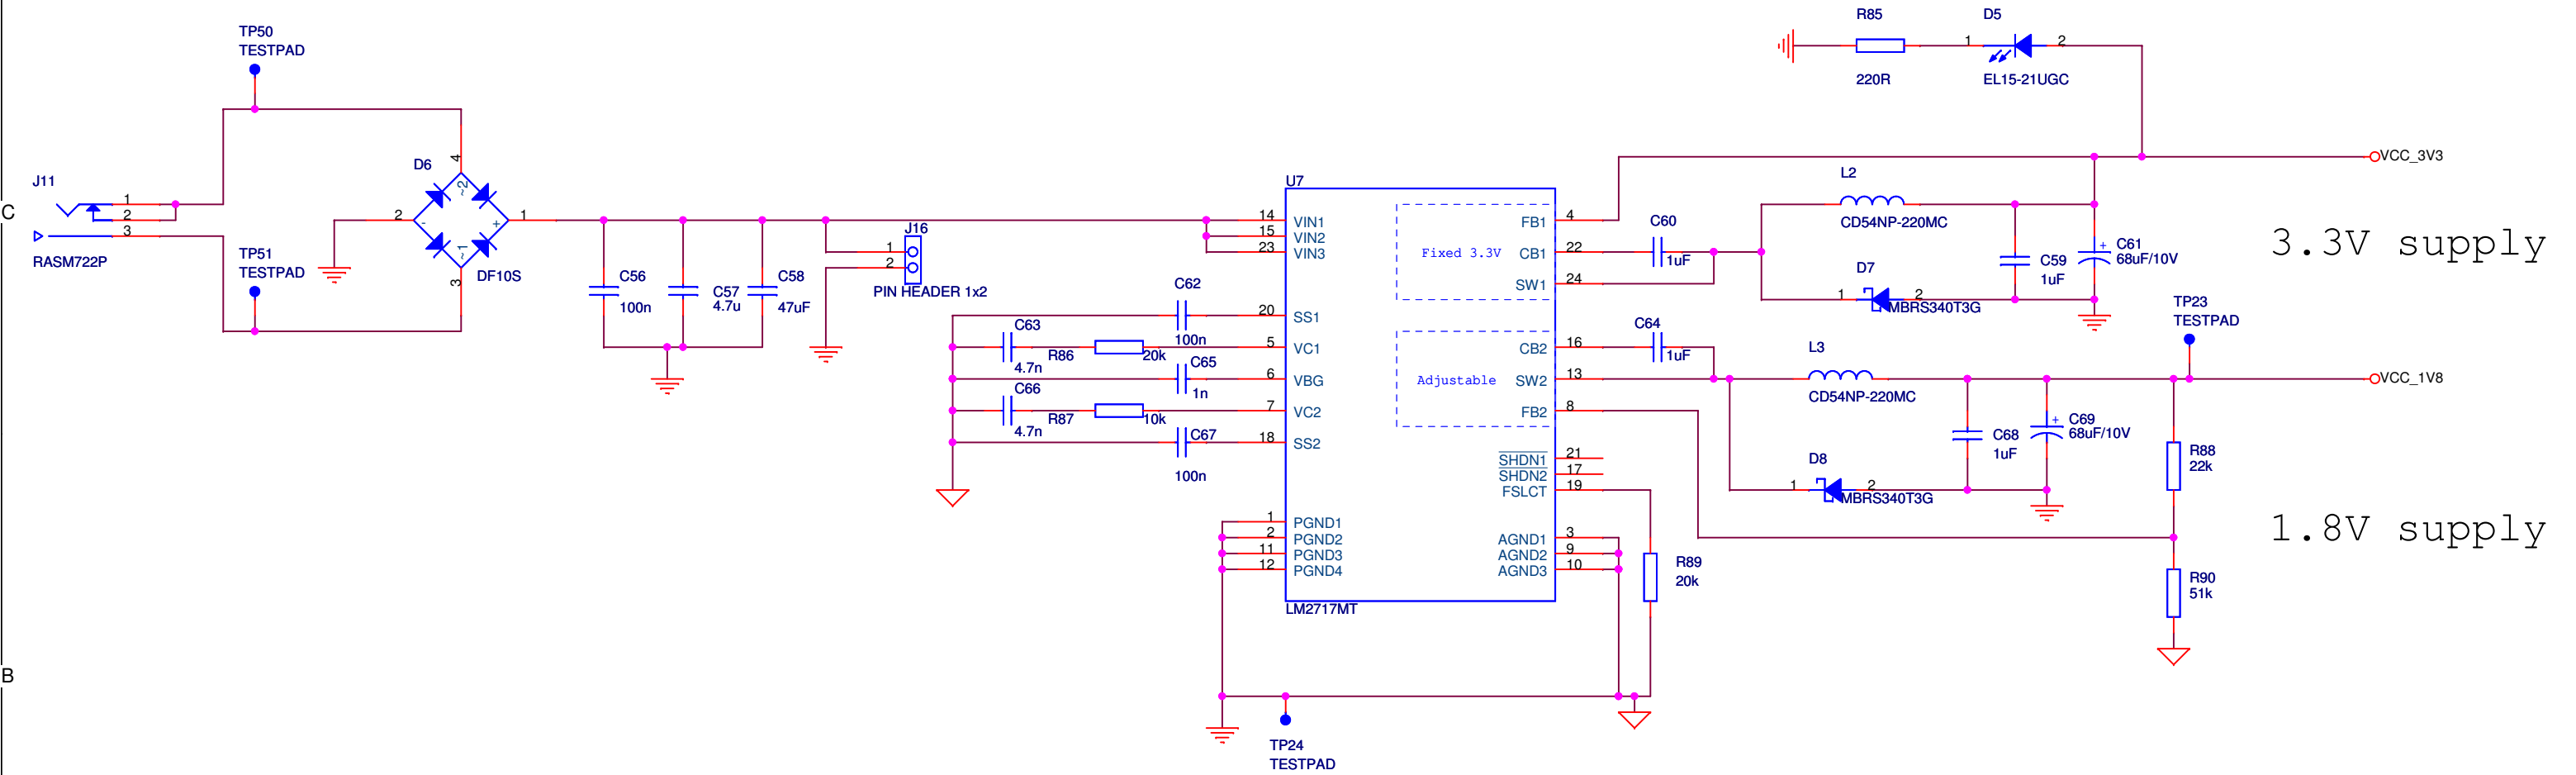 R85
D5
TP50
TESTPAD
1
2
220R
EL15-21UGC
4
D6
VCC_3V3
J11
L2
U7
~2
1
2
3
C
2
-
+
1
14
VIN1
15
VIN2
23
VIN3
FB1
4
C60
CD54NP-220MC
J16
1
2
Fixed 3.3V
CB1
22
1uF
3.3V supply
RASM722P
TP51
TESTPAD
~1
DF10S
3
C56
100n
C57
4.7u
C58
47uF
PIN HEADER 1x2
SW1
24
D7
1
2
MBRS340T3G
C59
1uF
+
C61
68uF/10V
C62
100n
20
SS1
TP23
TESTPAD
C63
4.7n
R86
20k
5
VC1
C64
CB2
16
1uF
L3
C65
1n
6
VBG
Adjustable
SW2
13
VCC_1V8
CD54NP-220MC
C66
4.7n
R87
10k
7
VC2
FB2
8
C67
100n
18
SS2
C68
1uF
+
C69
68uF/10V
R88
22k
SHDN1
21
SHDN2
17
FSLCT
19
D8
1
2
MBRS340T3G
1.8V supply
1
PGND1
2
PGND2
11
PGND3
12
PGND4
AGND1
3
AGND2
9
AGND3
10
R89
20k
R90
51k
LM2717MT
B
TP24
TESTPAD